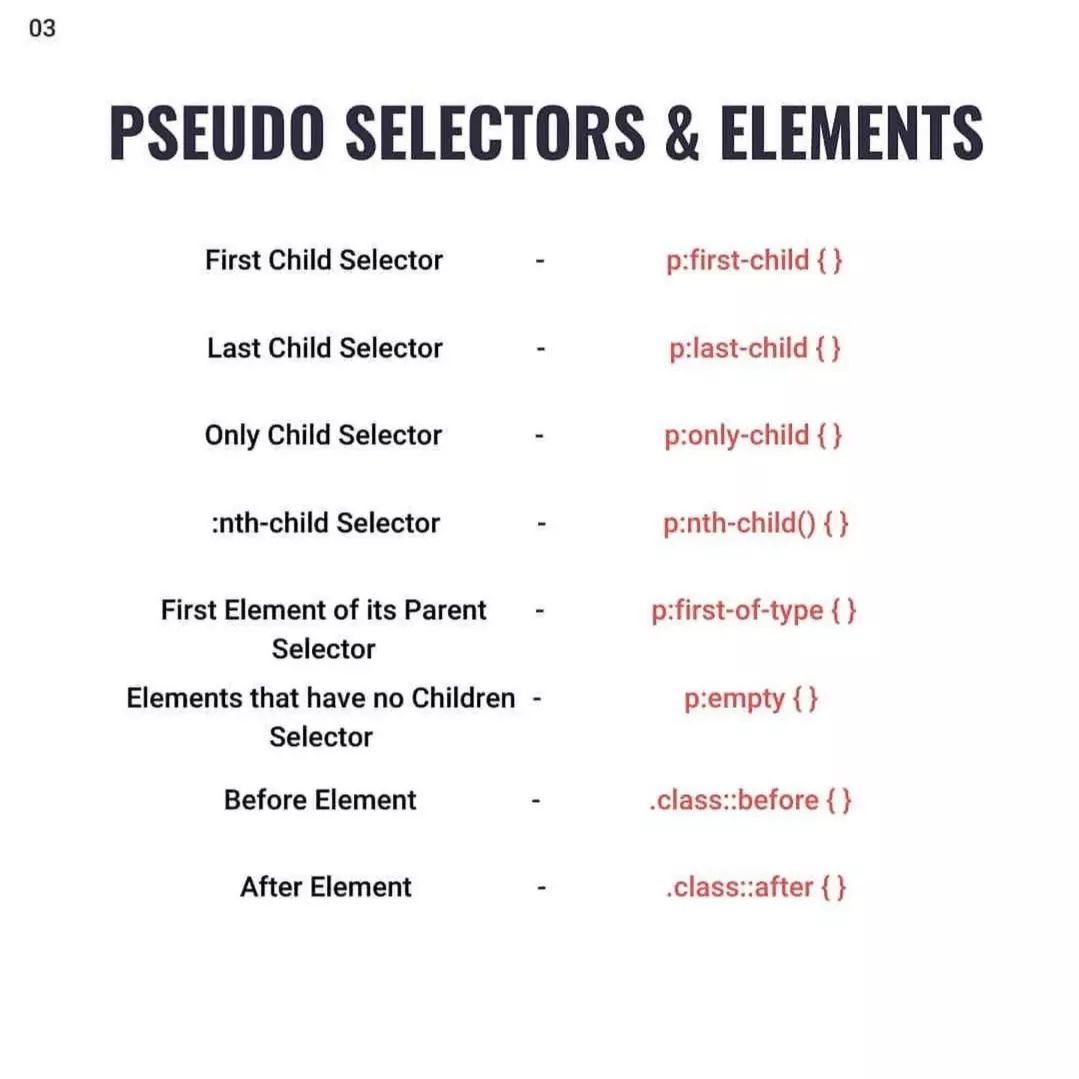 03
PSEUDO SELECTORS & ELEMENTS
First Child Selector - p:first-child { }
Last Child Selector - p:last-child { }
Only Child Selector - p:only-child { }
:nth-child Selector - p:nth-child() { }
First Element of its Parent - p:first-of-type { }
Selector
Elements that have no Children - p:empty { }
Selector
Before Element - .class::before { }
After Element - .class::after { }